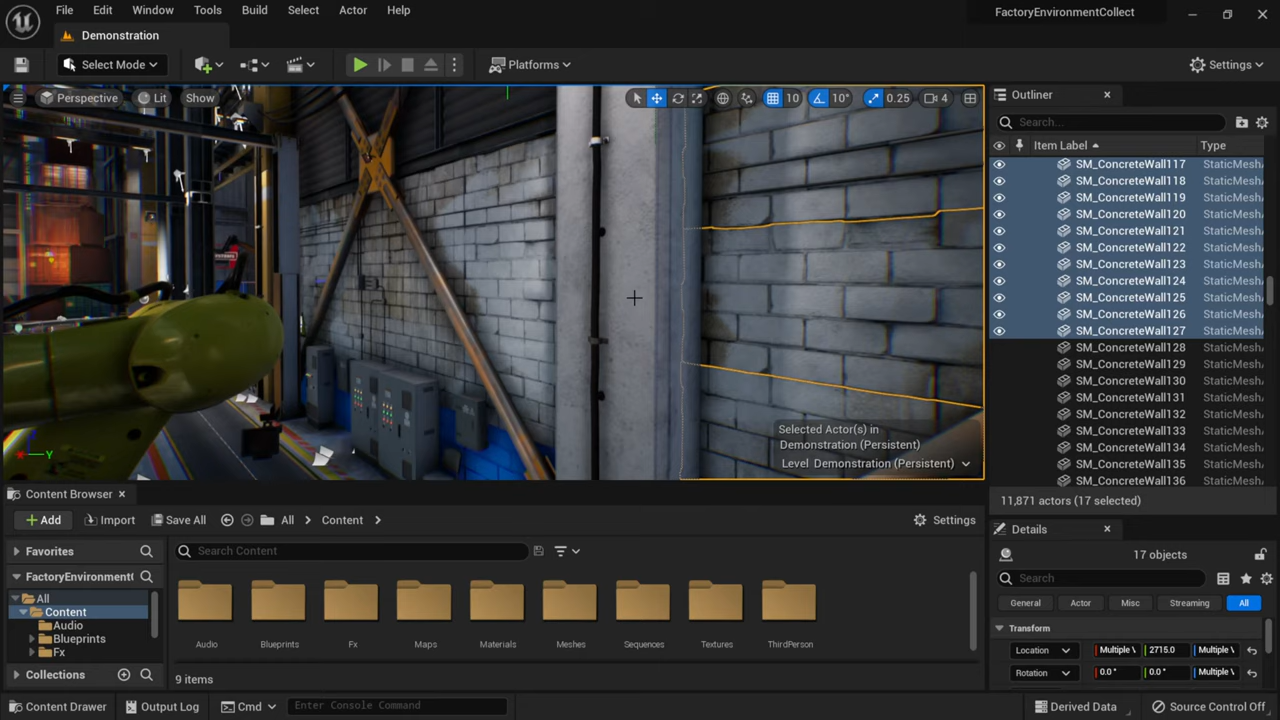 File Edit Window Tools Build Select Actor Help
FactoryEnvironmentCollect
Demonstration
Select Mode
Platforms
Settings
Perspective Lit Show
10 10° 0.25 4
Outliner
Search...
Item Label Type
SM_ConcreteWall117 StaticMesh
SM_ConcreteWall118 StaticMesh
SM_ConcreteWall119 StaticMesh
SM_ConcreteWall120 StaticMesh
SM_ConcreteWall121 StaticMesh
SM_ConcreteWall122 StaticMesh
SM_ConcreteWall123 StaticMesh
SM_ConcreteWall124 StaticMesh
SM_ConcreteWall125 StaticMesh
SM_ConcreteWall126 StaticMesh
SM_ConcreteWall127 StaticMesh
SM_ConcreteWall128 StaticMesh
SM_ConcreteWall129 StaticMesh
SM_ConcreteWall130 StaticMesh
SM_ConcreteWall131 StaticMesh
SM_ConcreteWall132 StaticMesh
SM_ConcreteWall133 StaticMesh
SM_ConcreteWall134 StaticMesh
SM_ConcreteWall135 StaticMesh
SM_ConcreteWall136 StaticMesh
11,871 actors (17 selected)
Selected Actor(s) in
Demonstration (Persistent)
Level Demonstration (Persistent)
X Y
Content Browser
Add Import Save All All Content Settings
Favorites
Search Content
FactoryEnvironment
All
Content
Audio
Blueprints
Fx
Collections
Audio Blueprints Fx Maps Materials Meshes Sequences Textures ThirdPerson
9 items
Details
17 objects
Search
General Actor Misc Streaming All
Transform
Location Multiple 2715.0 Multiple
Rotation 0.0° 0.0° Multiple
Content Drawer Output Log Cmd Enter Console Command Derived Data Source Control Off